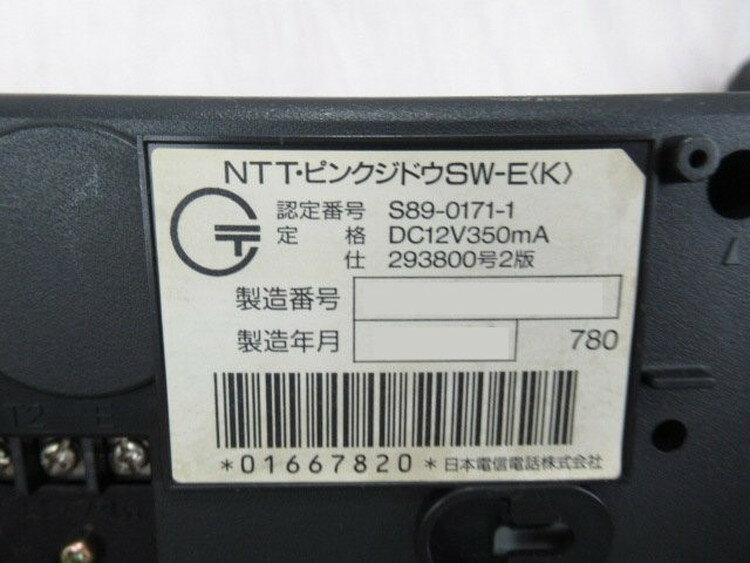 NTT・ピンクジドウSW-E〈K〉
認定番号 S89-0171-1
定格 DC12V350mA
仕 293800号2版
製造番号
製造年月 780
*01667820* 日本電信電話株式会社
12 E